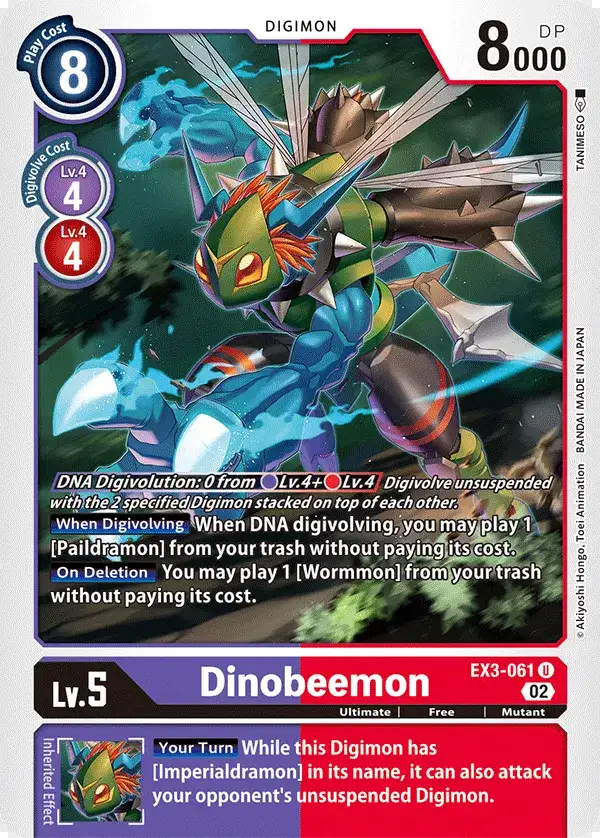 DIGIMON
Play Cost
8
DP
8000
Digivolve Cost
Lv.4
4
Lv.4
4
TANIMESO
BANDAI MADE IN JAPAN
© Akiyoshi Hongo, Toei Animation
DNA Digivolution: 0 from Lv.4+Lv.4 Digivolve unsuspended
with the 2 specified Digimon stacked on top of each other.
When Digivolving When DNA digivolving, you may play 1
[Paildramon] from your trash without paying its cost.
On Deletion You may play 1 [Wormmon] from your trash
without paying its cost.
Lv.5
Dinobeemon
EX3-061 U
02
Ultimate | Free | Mutant
Inherited Effect
Your Turn While this Digimon has
[Imperialdramon] in its name, it can also attack
your opponent's unsuspended Digimon.